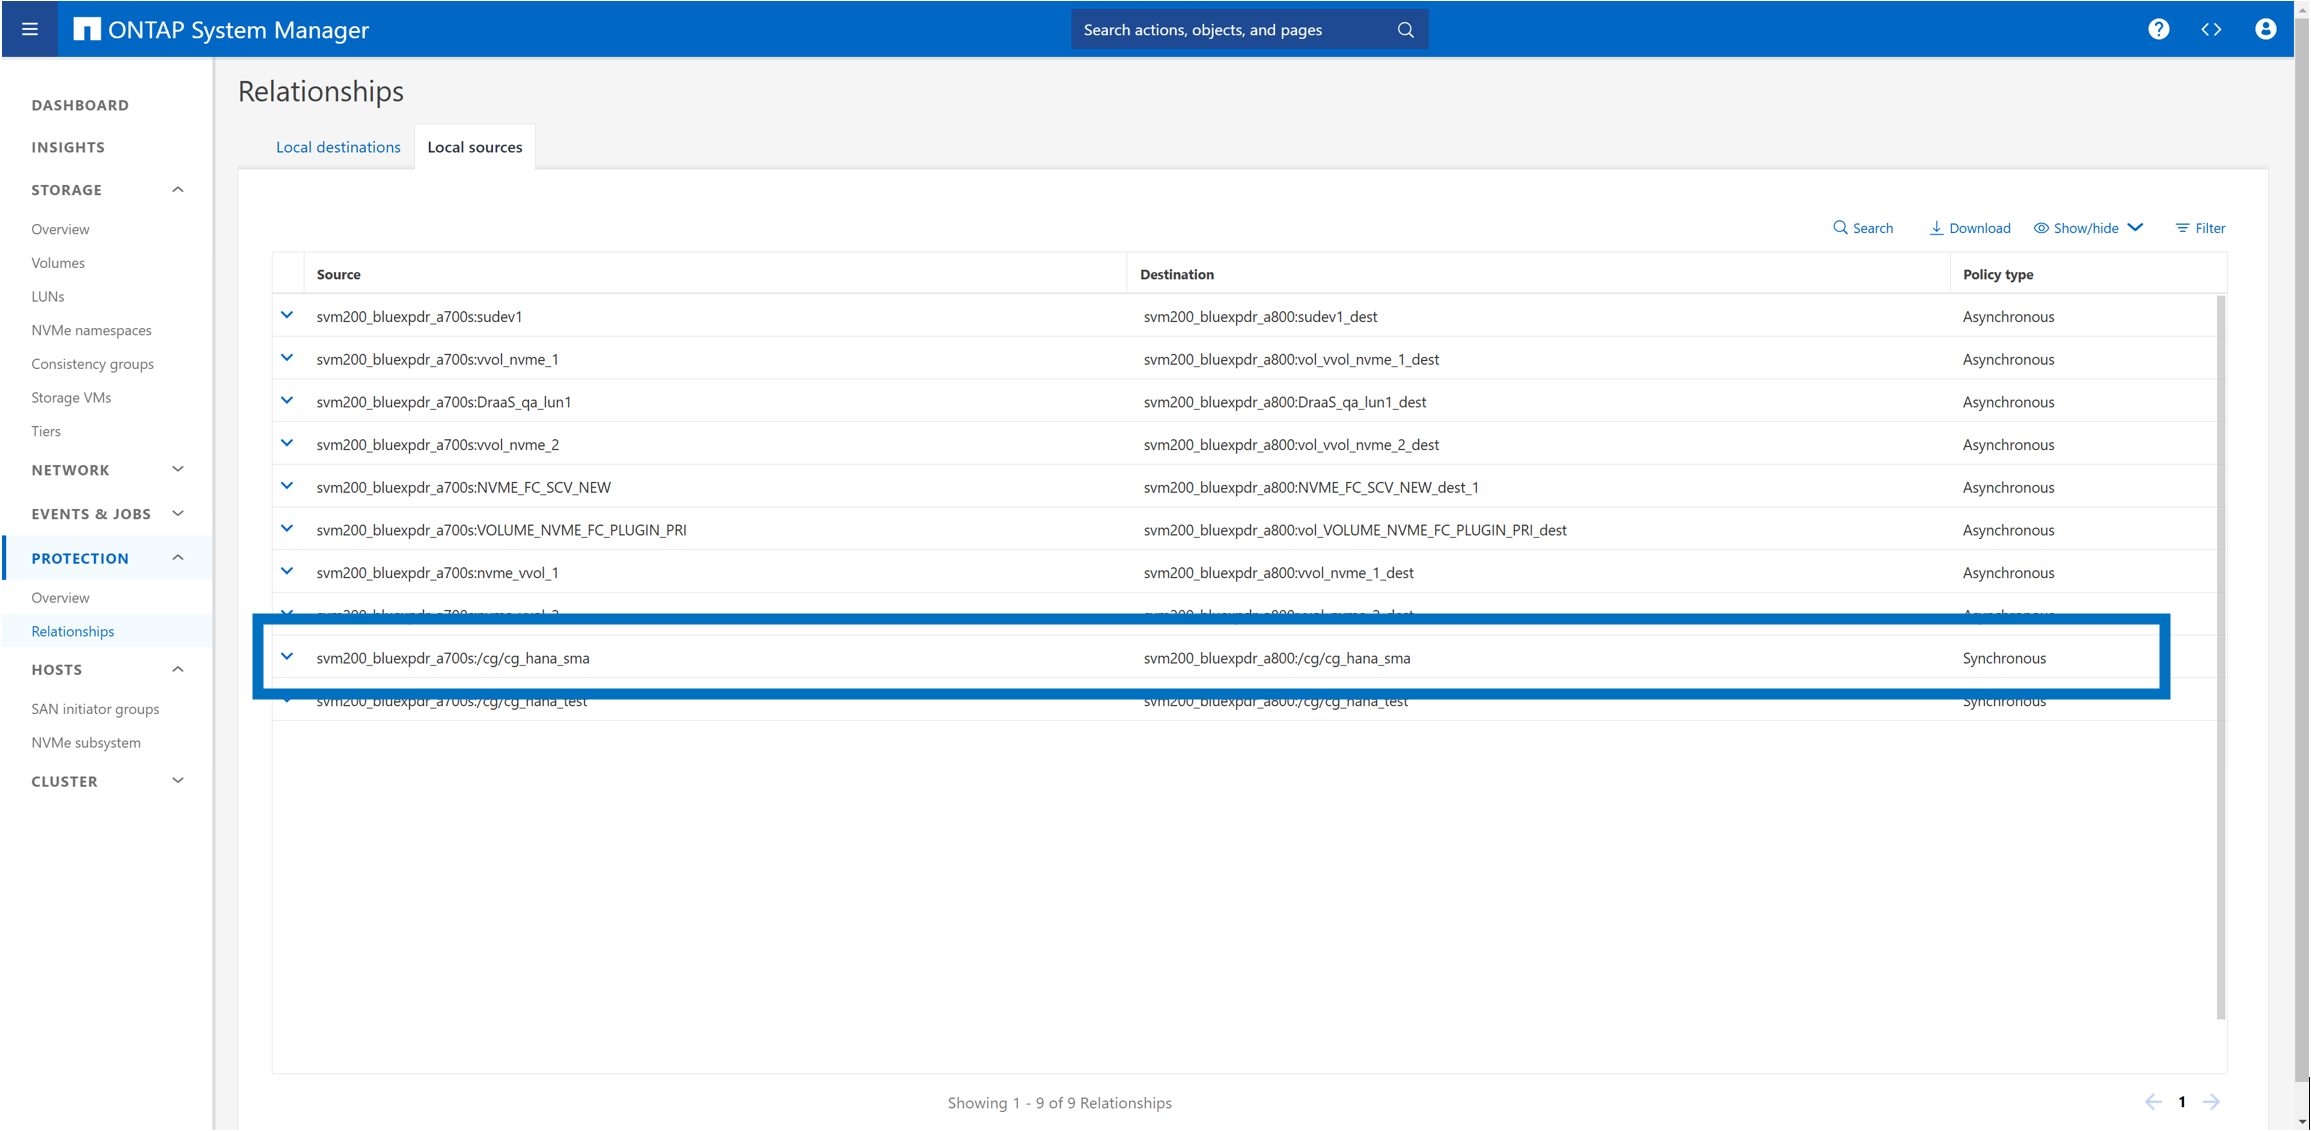 ONTAP System Manager
Search actions, objects, and pages
DASHBOARD
INSIGHTS
STORAGE
Overview
Volumes
LUNs
NVMe namespaces
Consistency groups
Storage VMs
Tiers
NETWORK
EVENTS & JOBS
PROTECTION
Overview
Relationships
HOSTS
SAN initiator groups
NVMe subsystem
CLUSTER
Relationships
Local destinations Local sources
Search Download Show/hide Filter
Source Destination Policy type
svm200_bluexpdr_a700s:sudev1 svm200_bluexpdr_a800:sudev1_dest Asynchronous
svm200_bluexpdr_a700s:vvol_nvme_1 svm200_bluexpdr_a800:vol_vvol_nvme_1_dest Asynchronous
svm200_bluexpdr_a700s:DraaS_qa_lun1 svm200_bluexpdr_a800:DraaS_qa_lun1_dest Asynchronous
svm200_bluexpdr_a700s:vvol_nvme_2 svm200_bluexpdr_a800:vol_vvol_nvme_2_dest Asynchronous
svm200_bluexpdr_a700s:NVME_FC_SCV_NEW svm200_bluexpdr_a800:NVME_FC_SCV_NEW_dest_1 Asynchronous
svm200_bluexpdr_a700s:VOLUME_NVME_FC_PLUGIN_PRI svm200_bluexpdr_a800:vol_VOLUME_NVME_FC_PLUGIN_PRI_dest Asynchronous
svm200_bluexpdr_a700s:nvme_vvol_1 svm200_bluexpdr_a800:vvol_nvme_1_dest Asynchronous
Asynchronous
svm200_bluexpdr_a700s:/cg/cg_hana_sma svm200_bluexpdr_a800:/cg/cg_hana_sma Synchronous
svm200_bluexpdr_a700s:/cg/cg_hana_test svm200_bluexpdr_a800:/cg/cg_hana_test Synchronous
Showing 1 - 9 of 9 Relationships
1